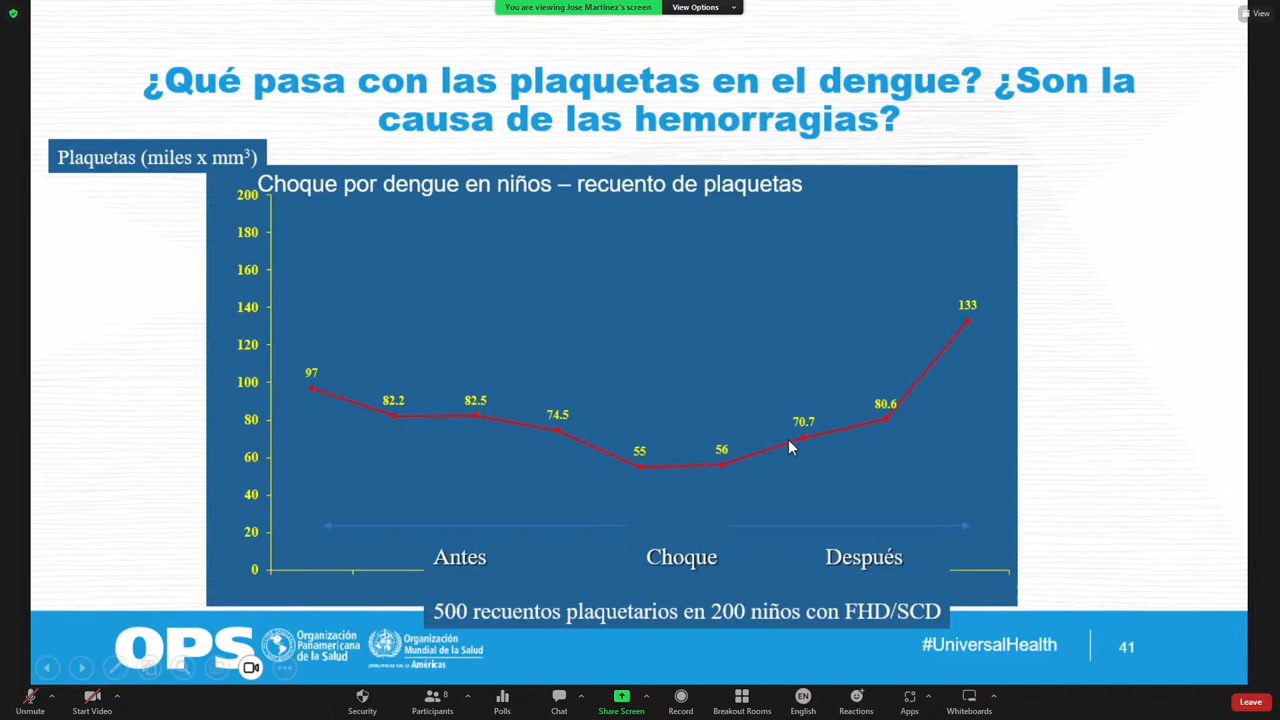 You are viewing Jose Martinez's screen
View Options
View
¿Qué pasa con las plaquetas en el dengue? ¿Son la
causa de las hemorragias?
Plaquetas (miles x mm³)
Choque por dengue en niños – recuento de plaquetas
200
180
160
140
120
100
80
60
40
20
0
97
82.2
82.5
74.5
55
56
70.7
80.6
133
Antes
Choque
Después
500 recuentos plaquetarios en 200 niños con FHD/SCD
OPS
Organización
Panamericana
de la Salud
Organización
Mundial de la Salud
Américas
#UniversalHealth
41
Unmute
Start Video
Security
Participants
8
Polls
Chat
Share Screen
Record
Breakout Rooms
EN
English
Reactions
Apps
Whiteboards
Leave